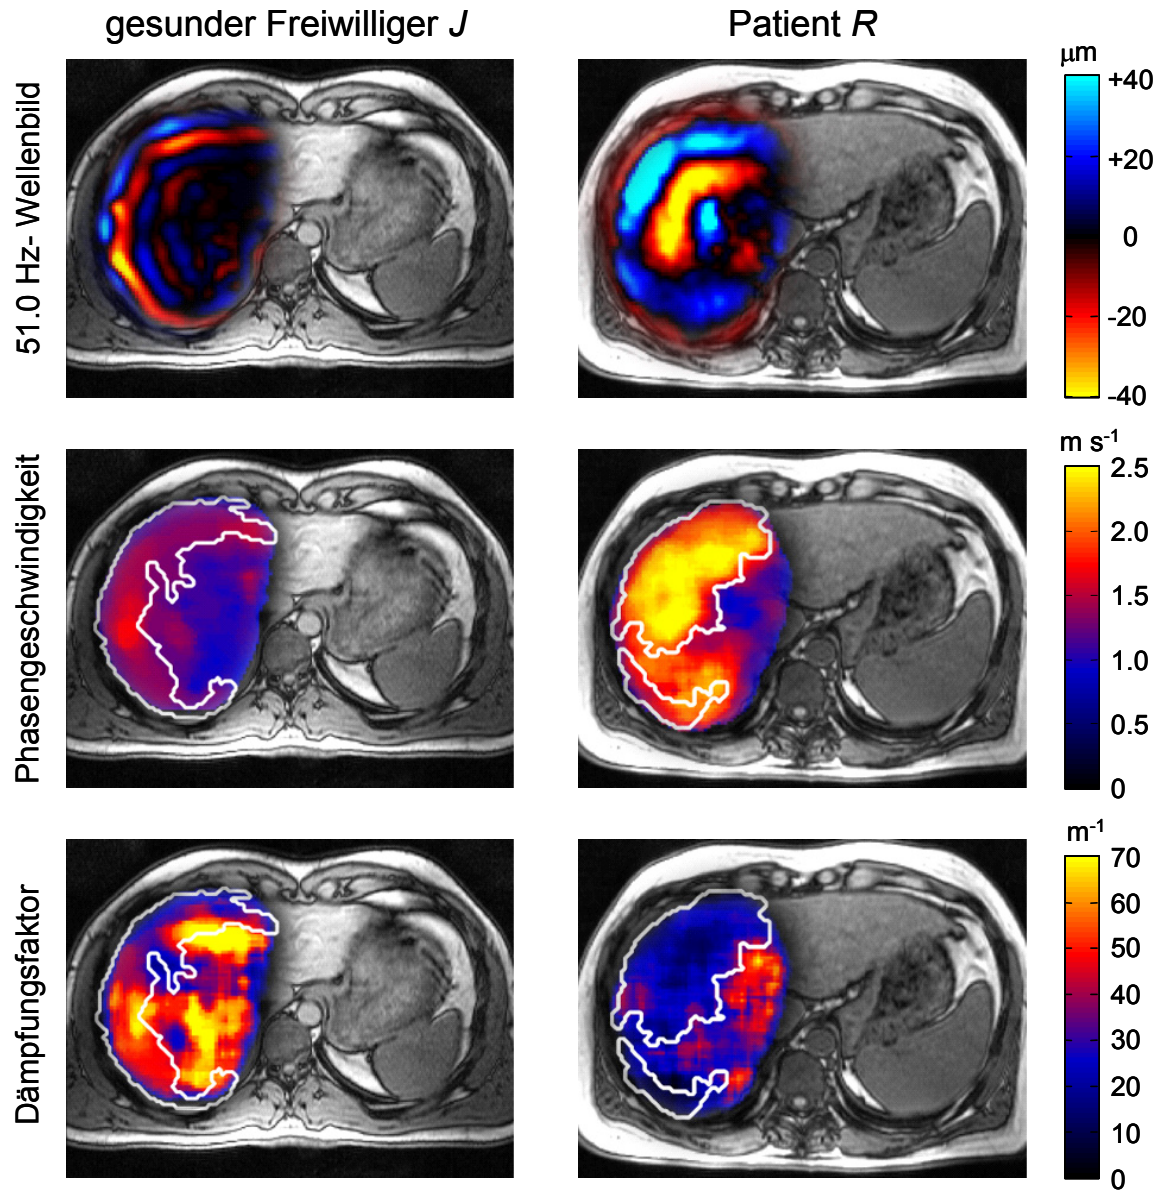 gesunder Freiwilliger J
Patient R
51.0 Hz- Wellenbild
µm
+40
+20
0
-20
-40
Phasengeschwindigkeit
m s-1
2.5
2.0
1.5
1.0
0.5
0
Dämpfungsfaktor
m-1
70
60
50
40
30
20
10
0